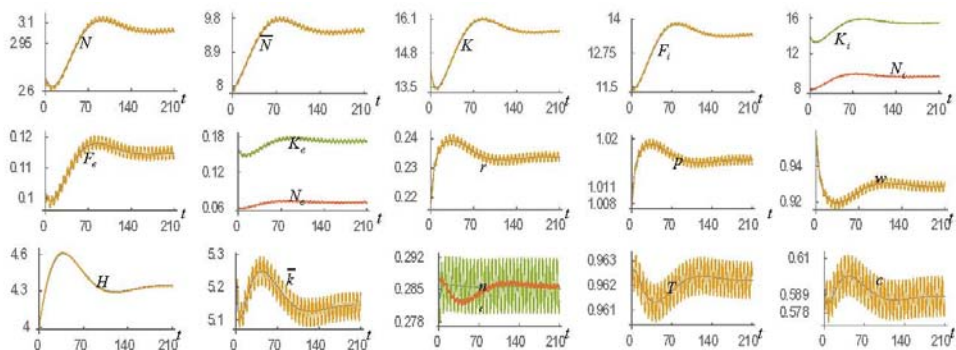 3.1 2.95 2.6 N 0 70 140 210 t
9.8 9.4 8 N̅ 0 70 140 210 t
16.1 14.8 13.5 K 0 70 140 210 t
14 12.75 11.5 F_i 0 70 140 210 t
16 12 8 K_i N_i 0 70 140 210 t
0.12 0.11 0.1 F_e 0 70 140 210 t
0.18 0.12 0.06 K_e N_e 0 70 140 210 t
0.24 0.23 0.22 r 0 70 140 210 t
1.02 1.011 1.008 p 0 70 140 210 t
0.94 0.92 w 0 70 140 210 t
4.6 4.3 4 H 0 70 140 210 t
5.3 5.2 5.1 k̅ 0 70 140 210 t
0.292 0.285 0.278 n 0 70 140 210 t
0.963 0.962 0.961 T 0 70 140 210 t
0.61 0.589 0.578 c 0 70 140 210 t